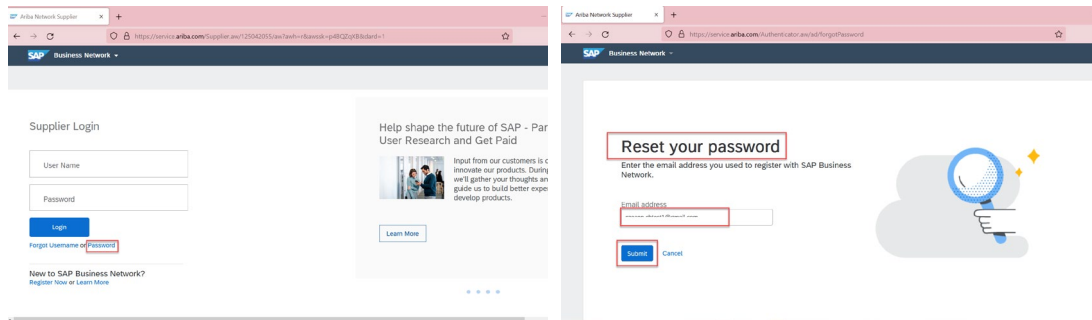 Ariba Network Supplier
https://service.ariba.com/Supplier.aw/125042055/aw?awh=r&awssk=p4BQZqXB&dard=1
SAP Business Network
Supplier Login
User Name
Password
Login
Forgot Username or Password
New to SAP Business Network?
Register Now or Learn More
Help shape the future of SAP - Par
User Research and Get Paid
Input from our customers is c
innovate our products. During
we'll gather your thoughts an
guide us to build better exper
develop products.
Learn More
Ariba Network Supplier
https://service.ariba.com/Authenticator.aw/ad/forgotPassword
SAP Business Network
Reset your password
Enter the email address you used to register with SAP Business
Network.
Email address
Submit Cancel